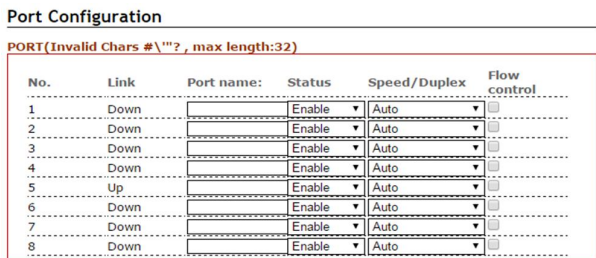 Port Configuration
PORT(Invalid Chars #\'"? , max length:32)
No. Link Port name: Status Speed/Duplex Flow control
1 Down Enable Auto
2 Down Enable Auto
3 Down Enable Auto
4 Down Enable Auto
5 Up Enable Auto
6 Down Enable Auto
7 Down Enable Auto
8 Down Enable Auto